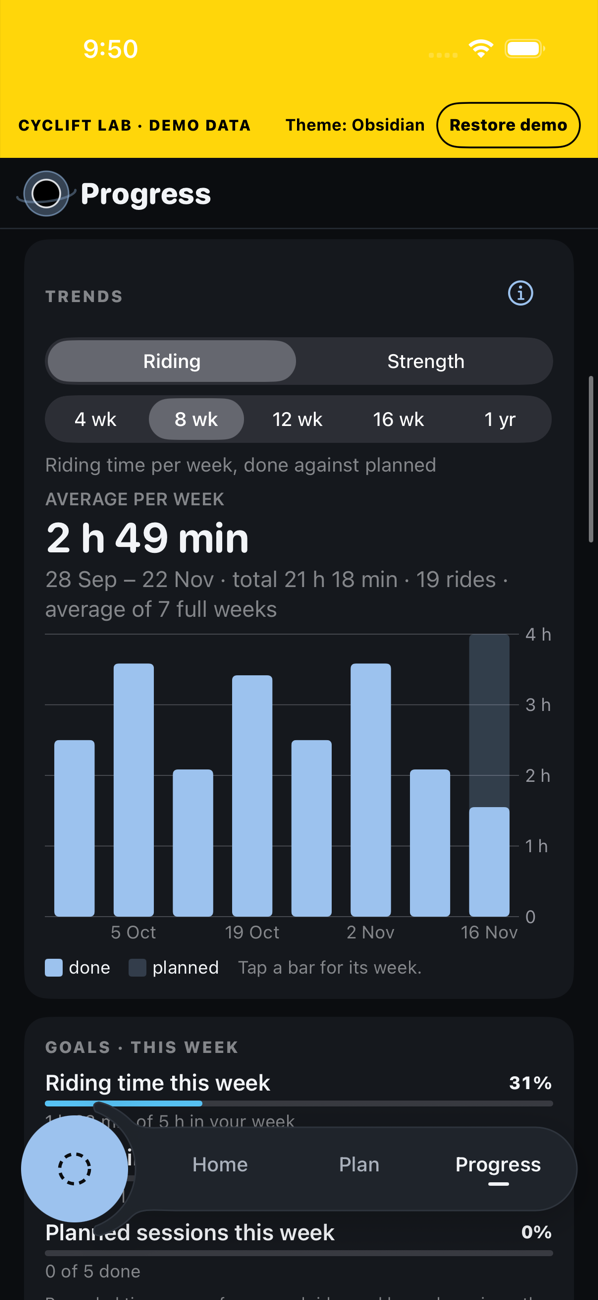 9:50
CYCLIFT LAB · DEMO DATA Theme: Obsidian Restore demo
Progress
TRENDS
Riding Strength
4 wk 8 wk 12 wk 16 wk 1 yr
Riding time per week, done against planned
AVERAGE PER WEEK
2 h 49 min
28 Sep – 22 Nov · total 21 h 18 min · 19 rides ·
average of 7 full weeks
4 h
3 h
2 h
1 h
0
5 Oct 19 Oct 2 Nov 16 Nov
done planned Tap a bar for its week.
GOALS · THIS WEEK
Riding time this week 31%
of 5 h in your week
Home Plan Progress
Planned sessions this week 0%
0 of 5 done